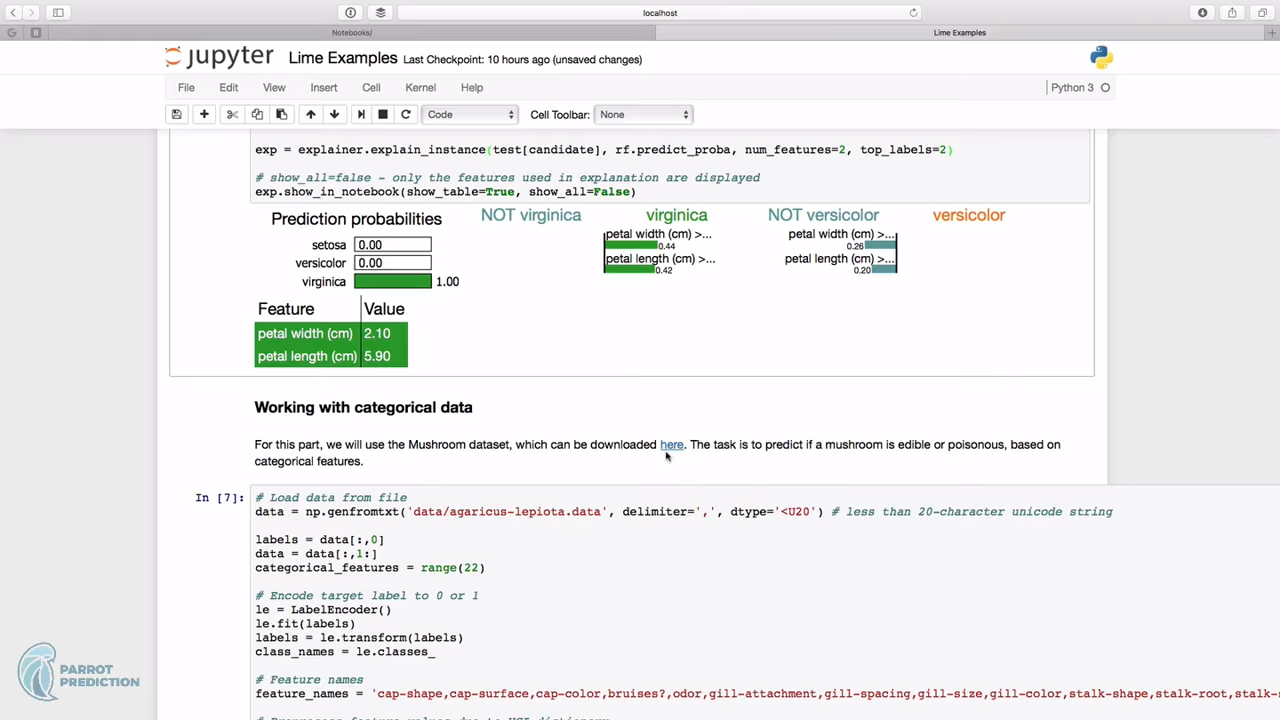 localhost
Notebooks/
Lime Examples
jupyter Lime Examples Last Checkpoint: 10 hours ago (unsaved changes)
File Edit View Insert Cell Kernel Help
Python 3
Code Cell Toolbar: None
exp = explainer.explain_instance(test[candidate], rf.predict_proba, num_features=2, top_labels=2)
# show_all=false - only the features used in explanation are displayed
exp.show_in_notebook(show_table=True, show_all=False)
Prediction probabilities
setosa 0.00
versicolor 0.00
virginica 1.00
NOT virginica virginica
petal width (cm) >...
0.44
petal length (cm) >...
0.42
NOT versicolor versicolor
petal width (cm) >...
0.26
petal length (cm) >...
0.20
Feature Value
petal width (cm) 2.10
petal length (cm) 5.90
Working with categorical data
For this part, we will use the Mushroom dataset, which can be downloaded here. The task is to predict if a mushroom is edible or poisonous, based on
categorical features.
In [7]:
# Load data from file
data = np.genfromtxt('data/agaricus-lepiota.data', delimiter=',', dtype='<U20') # less than 20-character unicode string
labels = data[:,0]
data = data[:,1:]
categorical_features = range(22)
# Encode target label to 0 or 1
le = LabelEncoder()
le.fit(labels)
labels = le.transform(labels)
class_names = le.classes_
# Feature names
feature_names = 'cap-shape,cap-surface,cap-color,bruises?,odor,gill-attachment,gill-spacing,gill-size,gill-color,stalk-shape,stalk-root,stalk-s
PARROT
PREDICTION